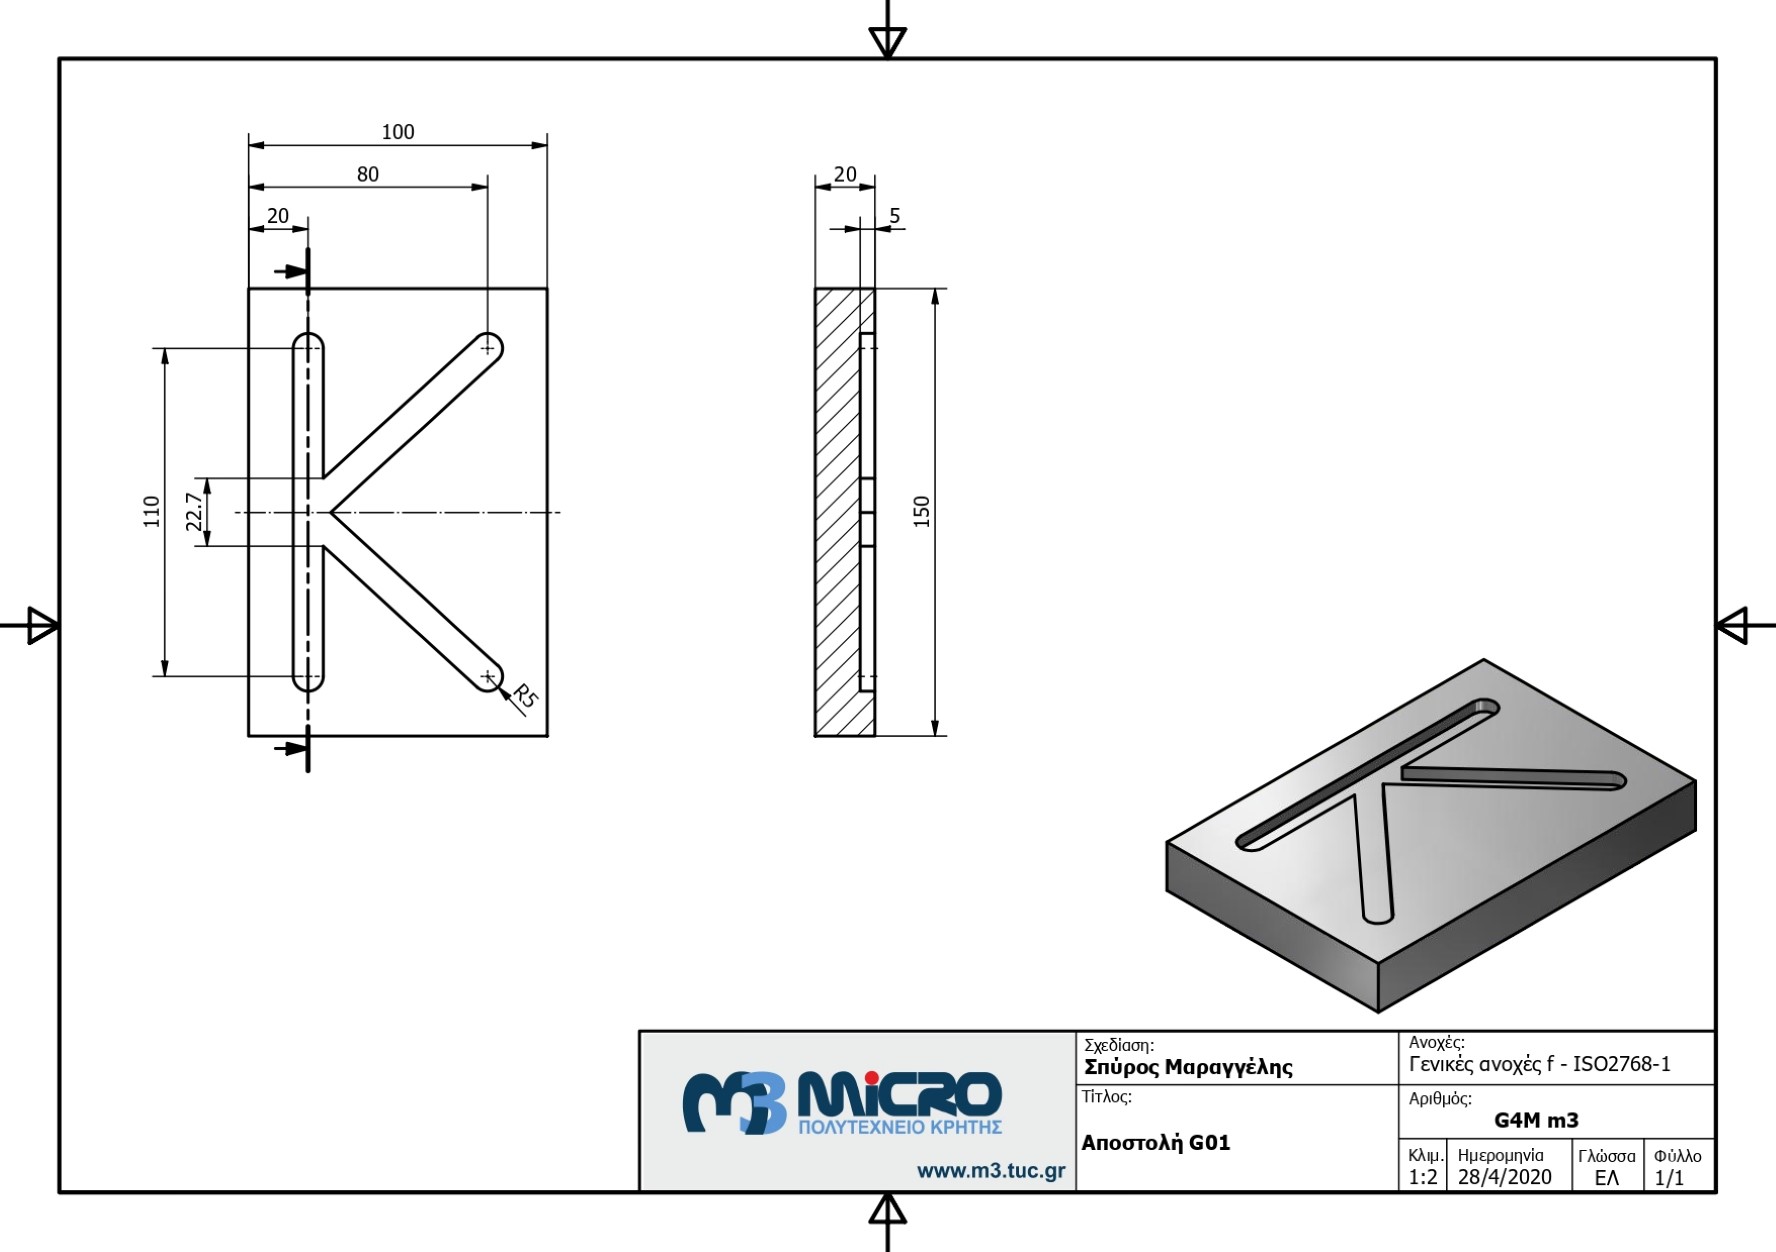 100
80
20
20
5
110
22.7
150
R5
m3 MiCRO
ΠΟΛΥΤΕΧΝΕΙΟ ΚΡΗΤΗΣ
www.m3.tuc.gr
Σχεδίαση:
Σπύρος Μαραγγέλης
Τίτλος:
Αποστολή G01
Ανοχές:
Γενικές ανοχές f - ISO2768-1
Αριθμός:
G4M m3
Κλιμ. Ημερομηνία Γλώσσα Φύλλο
1:2 28/4/2020 ΕΛ 1/1